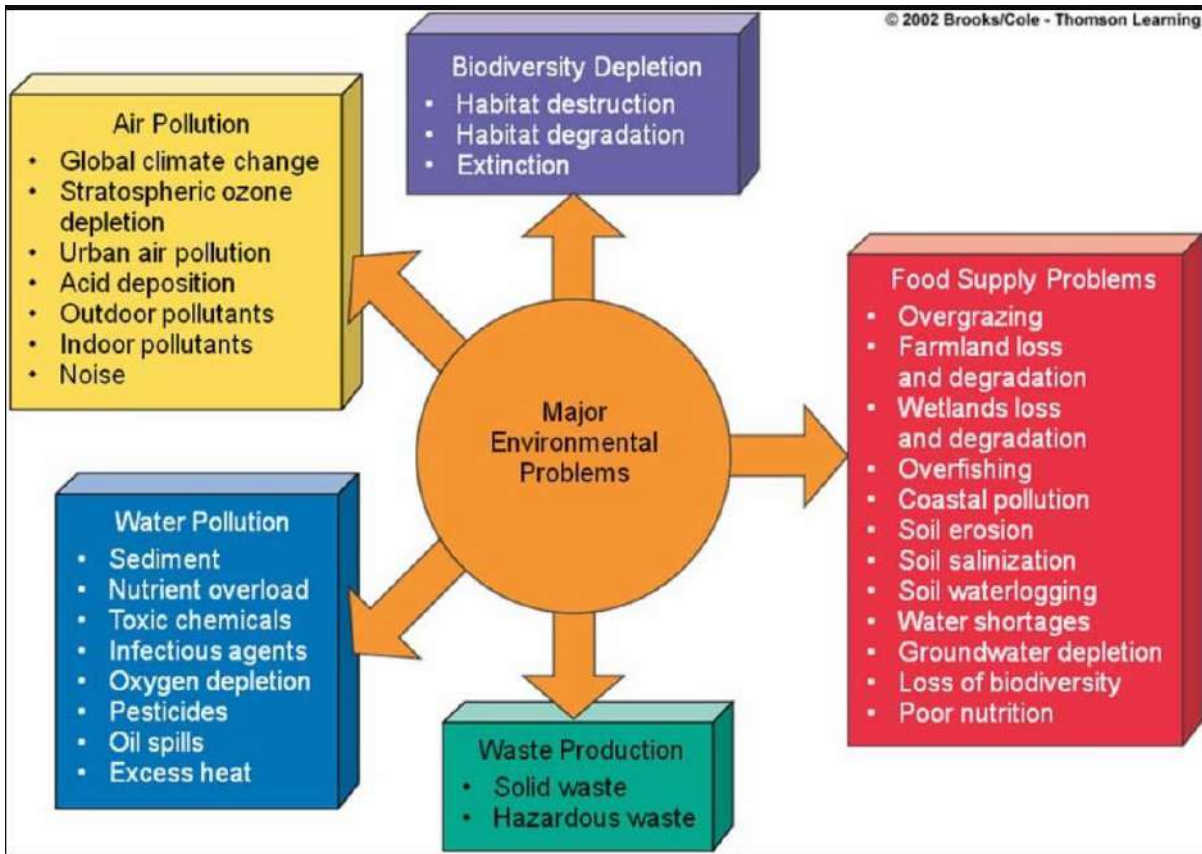 © 2002 Brooks/Cole - Thomson Learning
Biodiversity Depletion
• Habitat destruction
• Habitat degradation
• Extinction
Air Pollution
• Global climate change
• Stratospheric ozone
depletion
• Urban air pollution
• Acid deposition
• Outdoor pollutants
• Indoor pollutants
• Noise
Major
Environmental
Problems
Food Supply Problems
• Overgrazing
• Farmland loss
and degradation
• Wetlands loss
and degradation
• Overfishing
• Coastal pollution
• Soil erosion
• Soil salinization
• Soil waterlogging
• Water shortages
• Groundwater depletion
• Loss of biodiversity
• Poor nutrition
Water Pollution
• Sediment
• Nutrient overload
• Toxic chemicals
• Infectious agents
• Oxygen depletion
• Pesticides
• Oil spills
• Excess heat
Waste Production
• Solid waste
• Hazardous waste